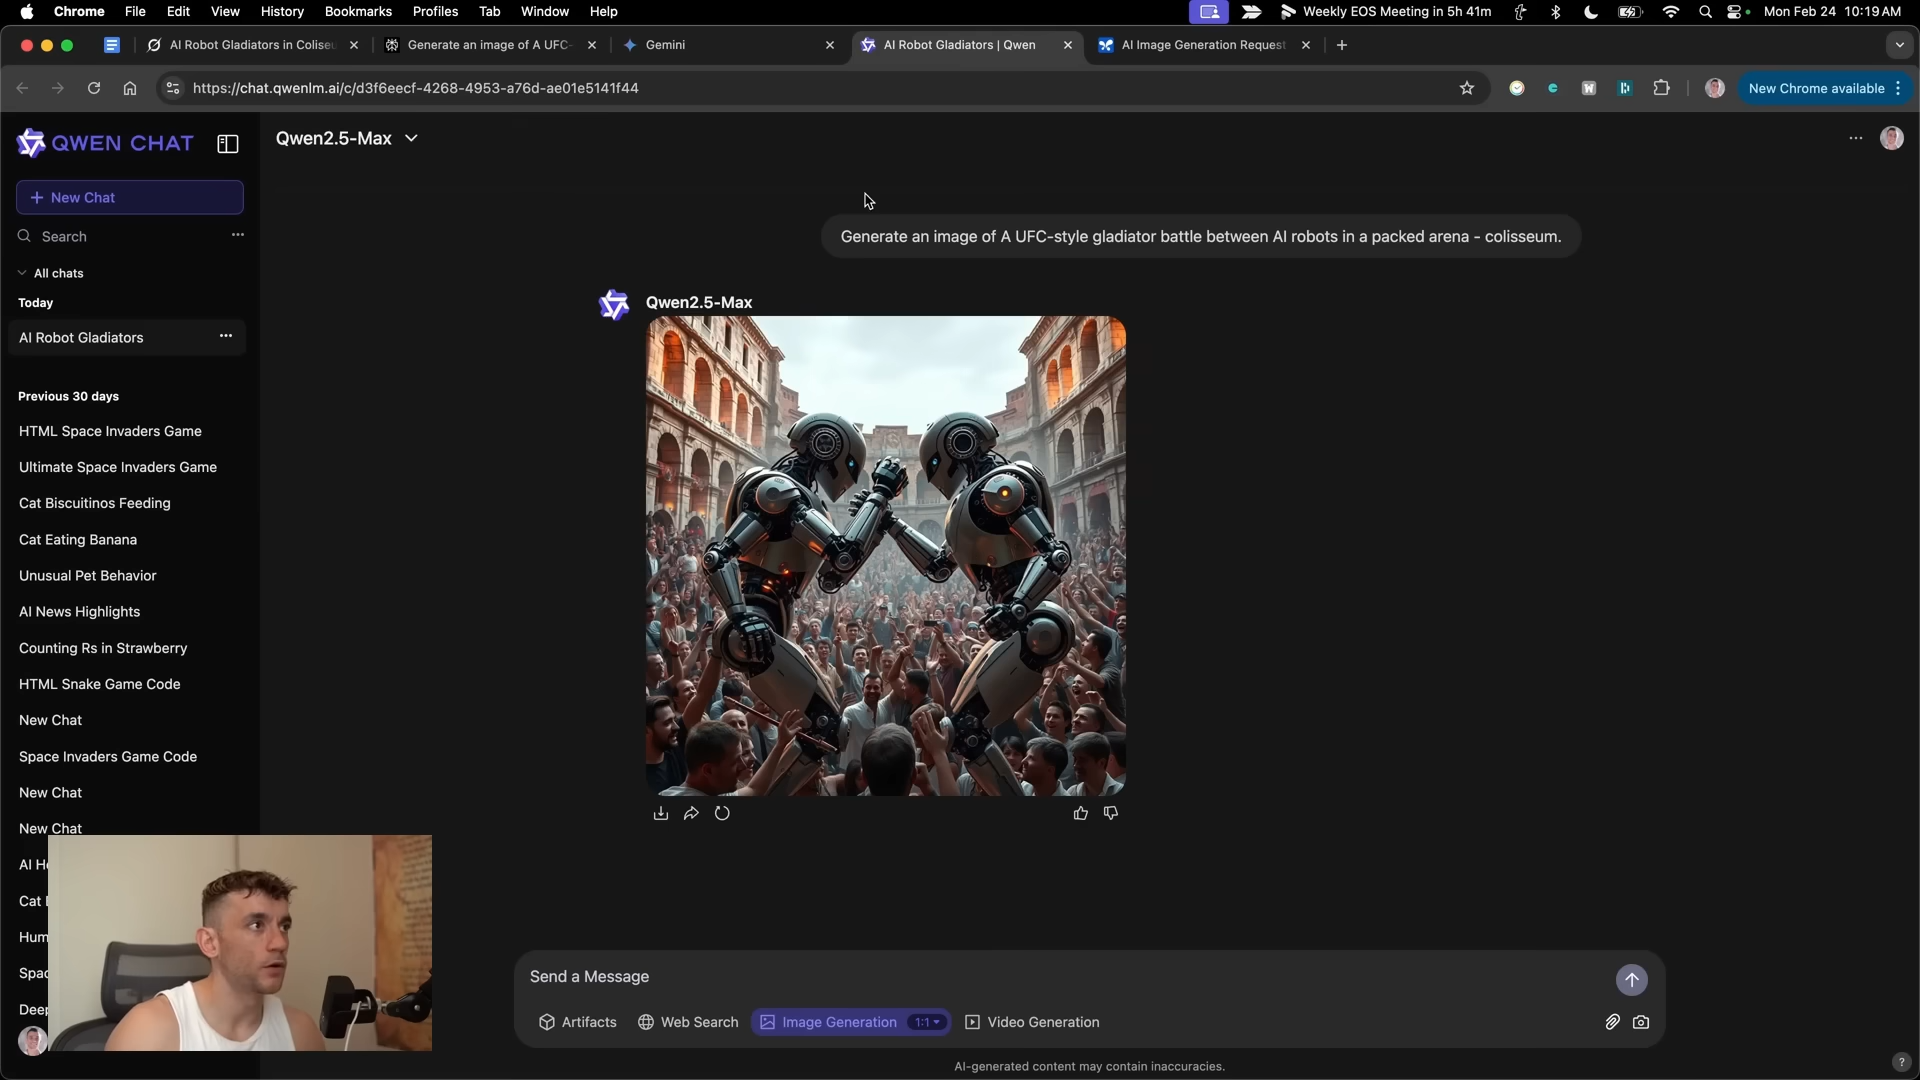 Chrome File Edit View History Bookmarks Profiles Tab Window Help
Weekly EOS Meeting in 5h 41m
Mon Feb 24 10:19 AM
AI Robot Gladiators in Coliseu
Generate an image of A UFC-
Gemini
AI Robot Gladiators | Qwen
AI Image Generation Request
https://chat.qwenlm.ai/c/d3f6eecf-4268-4953-a76d-ae01e5141f44
New Chrome available
QWEN CHAT
Qwen2.5-Max
New Chat
Search
All chats
Today
AI Robot Gladiators
Previous 30 days
HTML Space Invaders Game
Ultimate Space Invaders Game
Cat Biscuitinos Feeding
Cat Eating Banana
Unusual Pet Behavior
AI News Highlights
Counting Rs in Strawberry
HTML Snake Game Code
New Chat
Space Invaders Game Code
New Chat
New Chat
AI He
Cat
Hum
Spac
Deep
Generate an image of A UFC-style gladiator battle between AI robots in a packed arena - colisseum.
Qwen2.5-Max
Send a Message
Artifacts
Web Search
Image Generation
1:1
Video Generation
AI-generated content may contain inaccuracies.
?